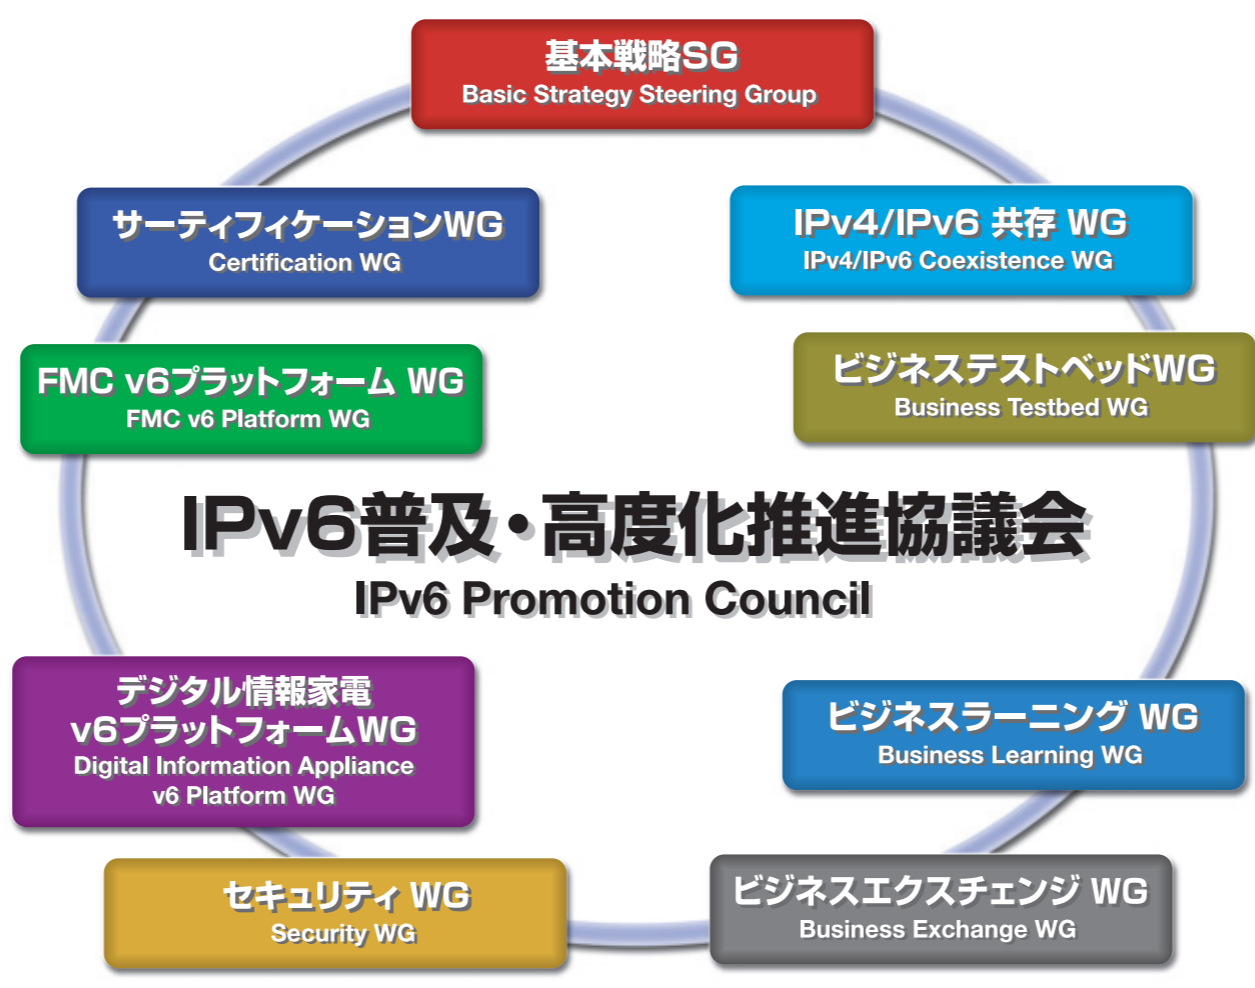 基本戦略SG
Basic Strategy Steering Group
サーティフィケーションWG
Certification WG
IPv4/IPv6 共存 WG
IPv4/IPv6 Coexistence WG
FMC v6プラットフォーム WG
FMC v6 Platform WG
ビジネステストベッドWG
Business Testbed WG
IPv6普及・高度化推進協議会
IPv6 Promotion Council
デジタル情報家電
v6プラットフォームWG
Digital Information Appliance
v6 Platform WG
ビジネスラーニング WG
Business Learning WG
セキュリティ WG
Security WG
ビジネスエクスチェンジ WG
Business Exchange WG